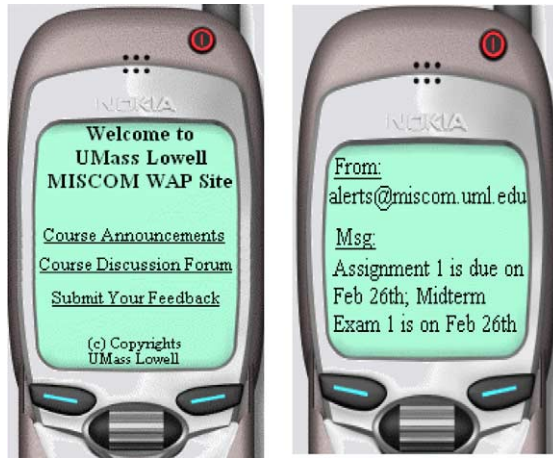 NOKIA
Welcome to
UMass Lowell
MISCOM WAP Site
Course Announcements
Course Discussion Forum
Submit Your Feedback
(c) Copyrights
UMass Lowell
NOKIA
From:
alerts@miscom.uml.edu
Msg:
Assignment 1 is due on
Feb 26th; Midterm
Exam 1 is on Feb 26th